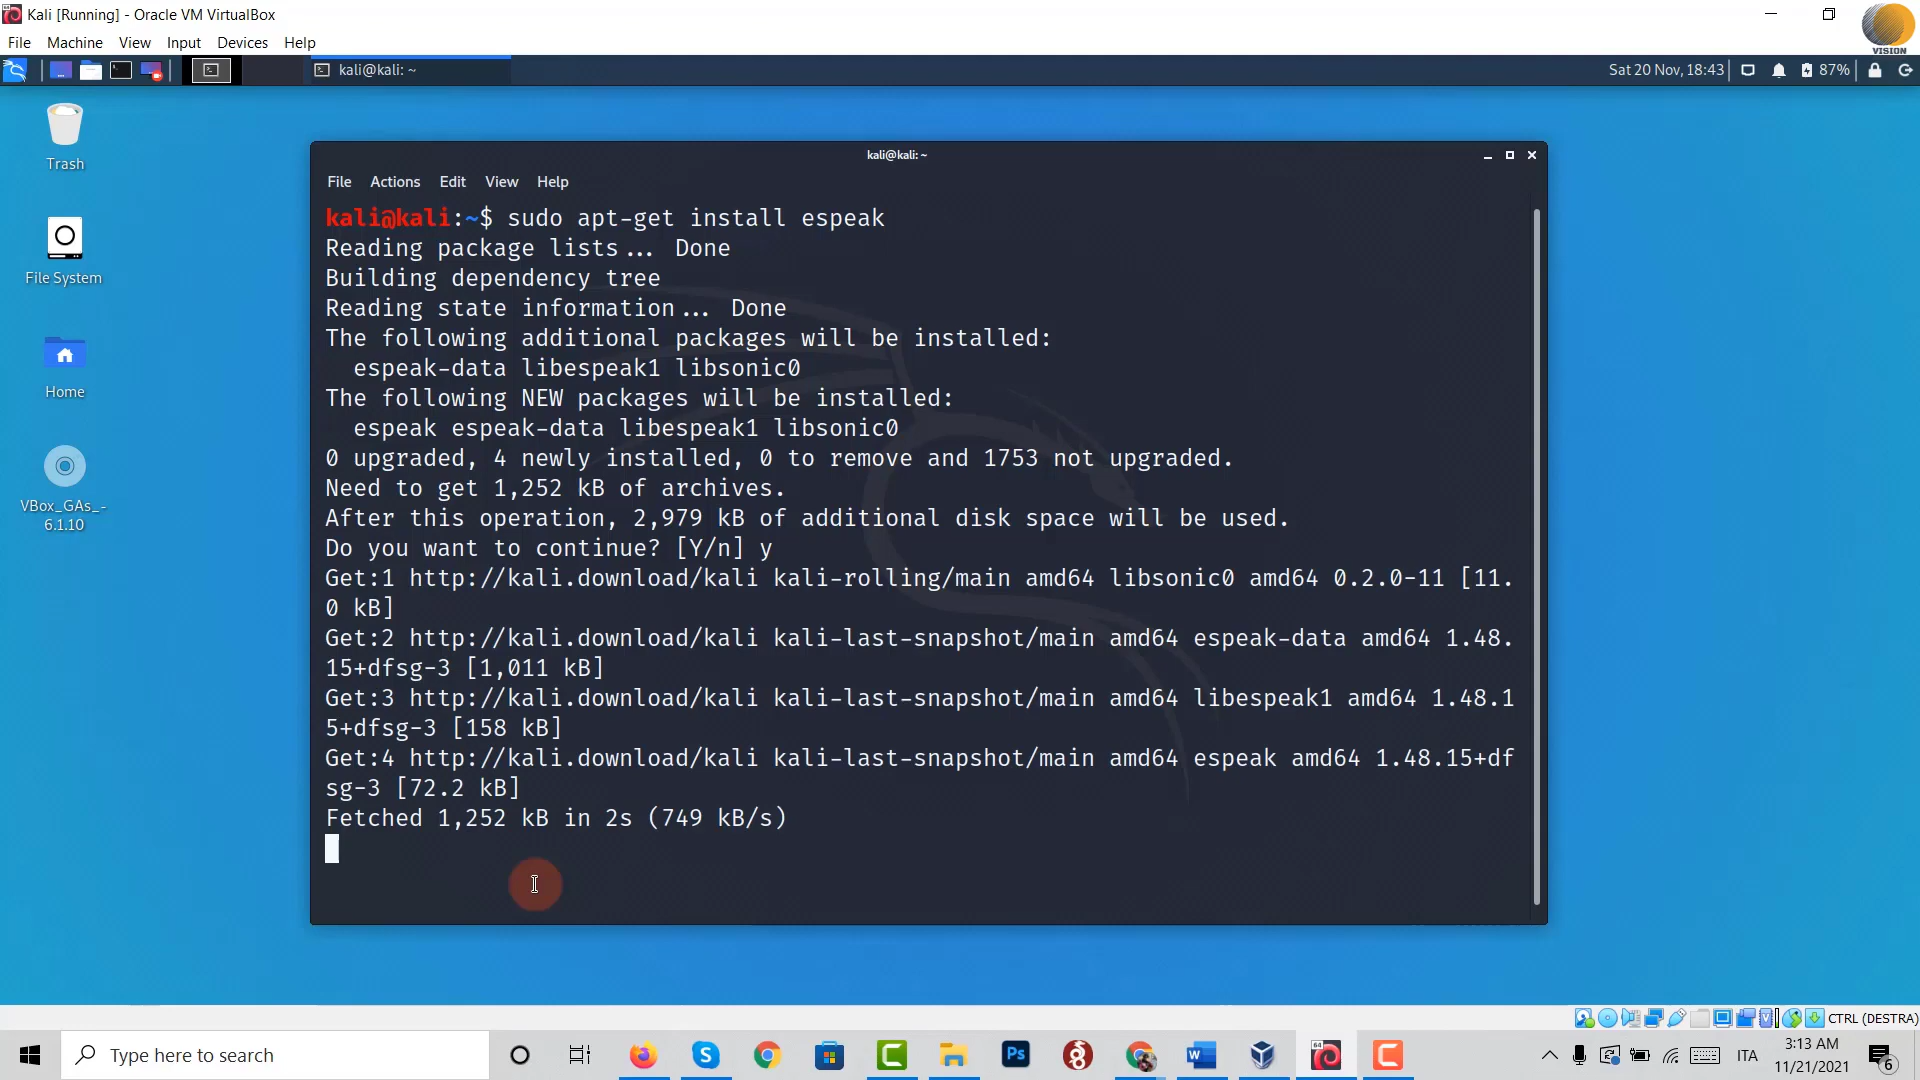 Kali [Running] - Oracle VM VirtualBox
File Machine View Input Devices Help
VISION
kali@kali: ~
Sat 20 Nov, 18:43
87%
Trash
File System
Home
VBox_GAs_-
6.1.10
kali@kali: ~
File Actions Edit View Help
kali@kali:~$ sudo apt-get install espeak
Reading package lists... Done
Building dependency tree
Reading state information... Done
The following additional packages will be installed:
espeak-data libespeak1 libsonic0
The following NEW packages will be installed:
espeak espeak-data libespeak1 libsonic0
0 upgraded, 4 newly installed, 0 to remove and 1753 not upgraded.
Need to get 1,252 kB of archives.
After this operation, 2,979 kB of additional disk space will be used.
Do you want to continue? [Y/n] y
Get:1 http://kali.download/kali kali-rolling/main amd64 libsonic0 amd64 0.2.0-11 [11.
0 kB]
Get:2 http://kali.download/kali kali-last-snapshot/main amd64 espeak-data amd64 1.48.
15+dfsg-3 [1,011 kB]
Get:3 http://kali.download/kali kali-last-snapshot/main amd64 libespeak1 amd64 1.48.1
5+dfsg-3 [158 kB]
Get:4 http://kali.download/kali kali-last-snapshot/main amd64 espeak amd64 1.48.15+df
sg-3 [72.2 kB]
Fetched 1,252 kB in 2s (749 kB/s)
CTRL (DESTRA)
Type here to search
Ps
W
64
ITA
3:13 AM
11/21/2021
6